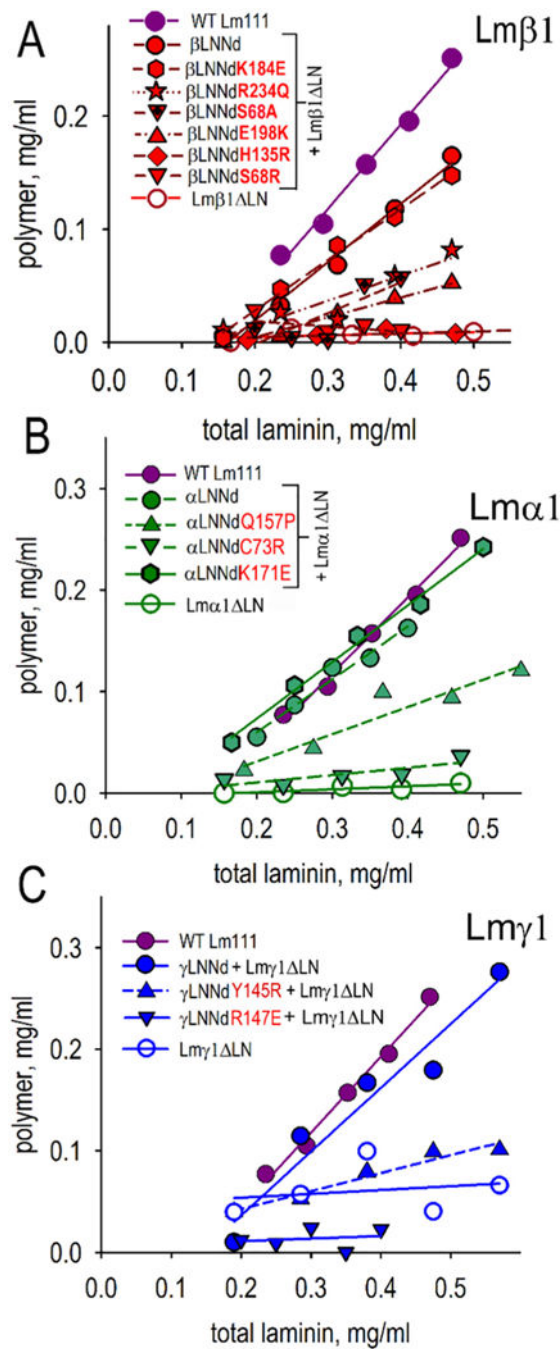 A
Lmβ1
WT Lm111
βLNNd
βLNNdK184E
βLNNdR234Q
βLNNdS68A
βLNNdE198K
βLNNdH135R
βLNNdS68R
Lmβ1ΔLN
+ Lmβ1ΔLN
polymer, mg/ml
0.2
0.1
0.0
0.0 0.1 0.2 0.3 0.4 0.5
total laminin, mg/ml
B
Lmα1
WT Lm111
αLNNd
αLNNdQ157P
αLNNdC73R
αLNNdK171E
Lmα1ΔLN
+ Lmα1ΔLN
polymer, mg/ml
0.3
0.2
0.1
0.0
0.0 0.1 0.2 0.3 0.4 0.5
total laminin, mg/ml
C
Lmγ1
WT Lm111
γLNNd + Lmγ1ΔLN
γLNNdY145R + Lmγ1ΔLN
γLNNdR147E + Lmγ1ΔLN
Lmγ1ΔLN
polymer, mg/ml
0.3
0.2
0.1
0.0
0.0 0.1 0.2 0.3 0.4 0.5
total laminin, mg/ml